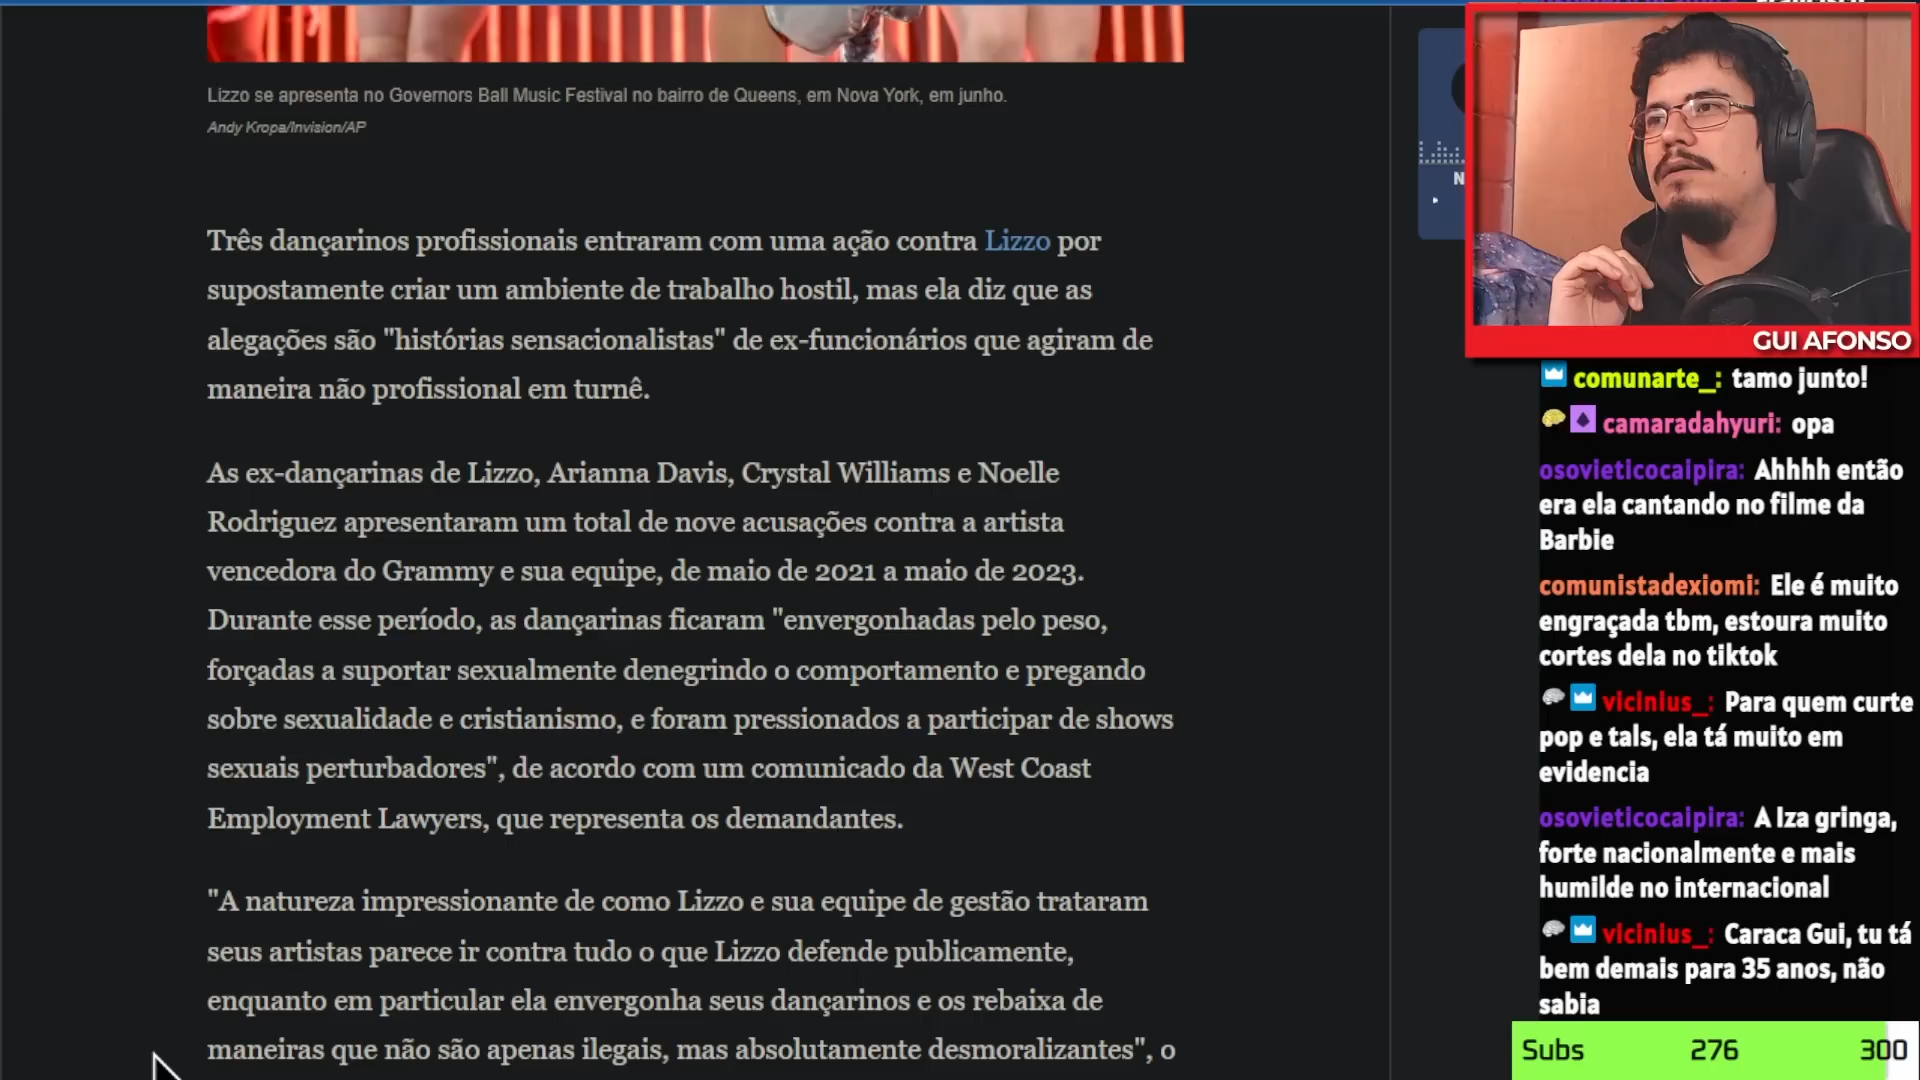 Lizzo se apresenta no Governors Ball Music Festival no bairro de Queens, em Nova York, em junho.
Andy Kropa/Invision/AP
Três dançarinos profissionais entraram com uma ação contra Lizzo por
supostamente criar um ambiente de trabalho hostil, mas ela diz que as
alegações são "histórias sensacionalistas" de ex-funcionários que agiram de
maneira não profissional em turnê.
As ex-dançarinas de Lizzo, Arianna Davis, Crystal Williams e Noelle
Rodriguez apresentaram um total de nove acusações contra a artista
vencedora do Grammy e sua equipe, de maio de 2021 a maio de 2023.
Durante esse período, as dançarinas ficaram "envergonhadas pelo peso,
forçadas a suportar sexualmente denegrindo o comportamento e pregando
sobre sexualidade e cristianismo, e foram pressionados a participar de shows
sexuais perturbadores", de acordo com um comunicado da West Coast
Employment Lawyers, que representa os demandantes.
"A natureza impressionante de como Lizzo e sua equipe de gestão trataram
seus artistas parece ir contra tudo o que Lizzo defende publicamente,
enquanto em particular ela envergonha seus dançarinos e os rebaixa de
maneiras que não são apenas ilegais, mas absolutamente desmoralizantes", o
N
GUI AFONSO
comunarte_: tamo junto!
camaradahyuri: opa
osovieticocaipira: Ahhhh então
era ela cantando no filme da
Barbie
comunistadexiomi: Ele é muito
engraçada tbm, estoura muito
cortes dela no tiktok
vicinius_: Para quem curte
pop e tals, ela tá muito em
evidencia
osovieticocaipira: A Iza gringa,
forte nacionalmente e mais
humilde no internacional
vicinius_: Caraca Gui, tu tá
bem demais para 35 anos, não
sabia
Subs 276 300